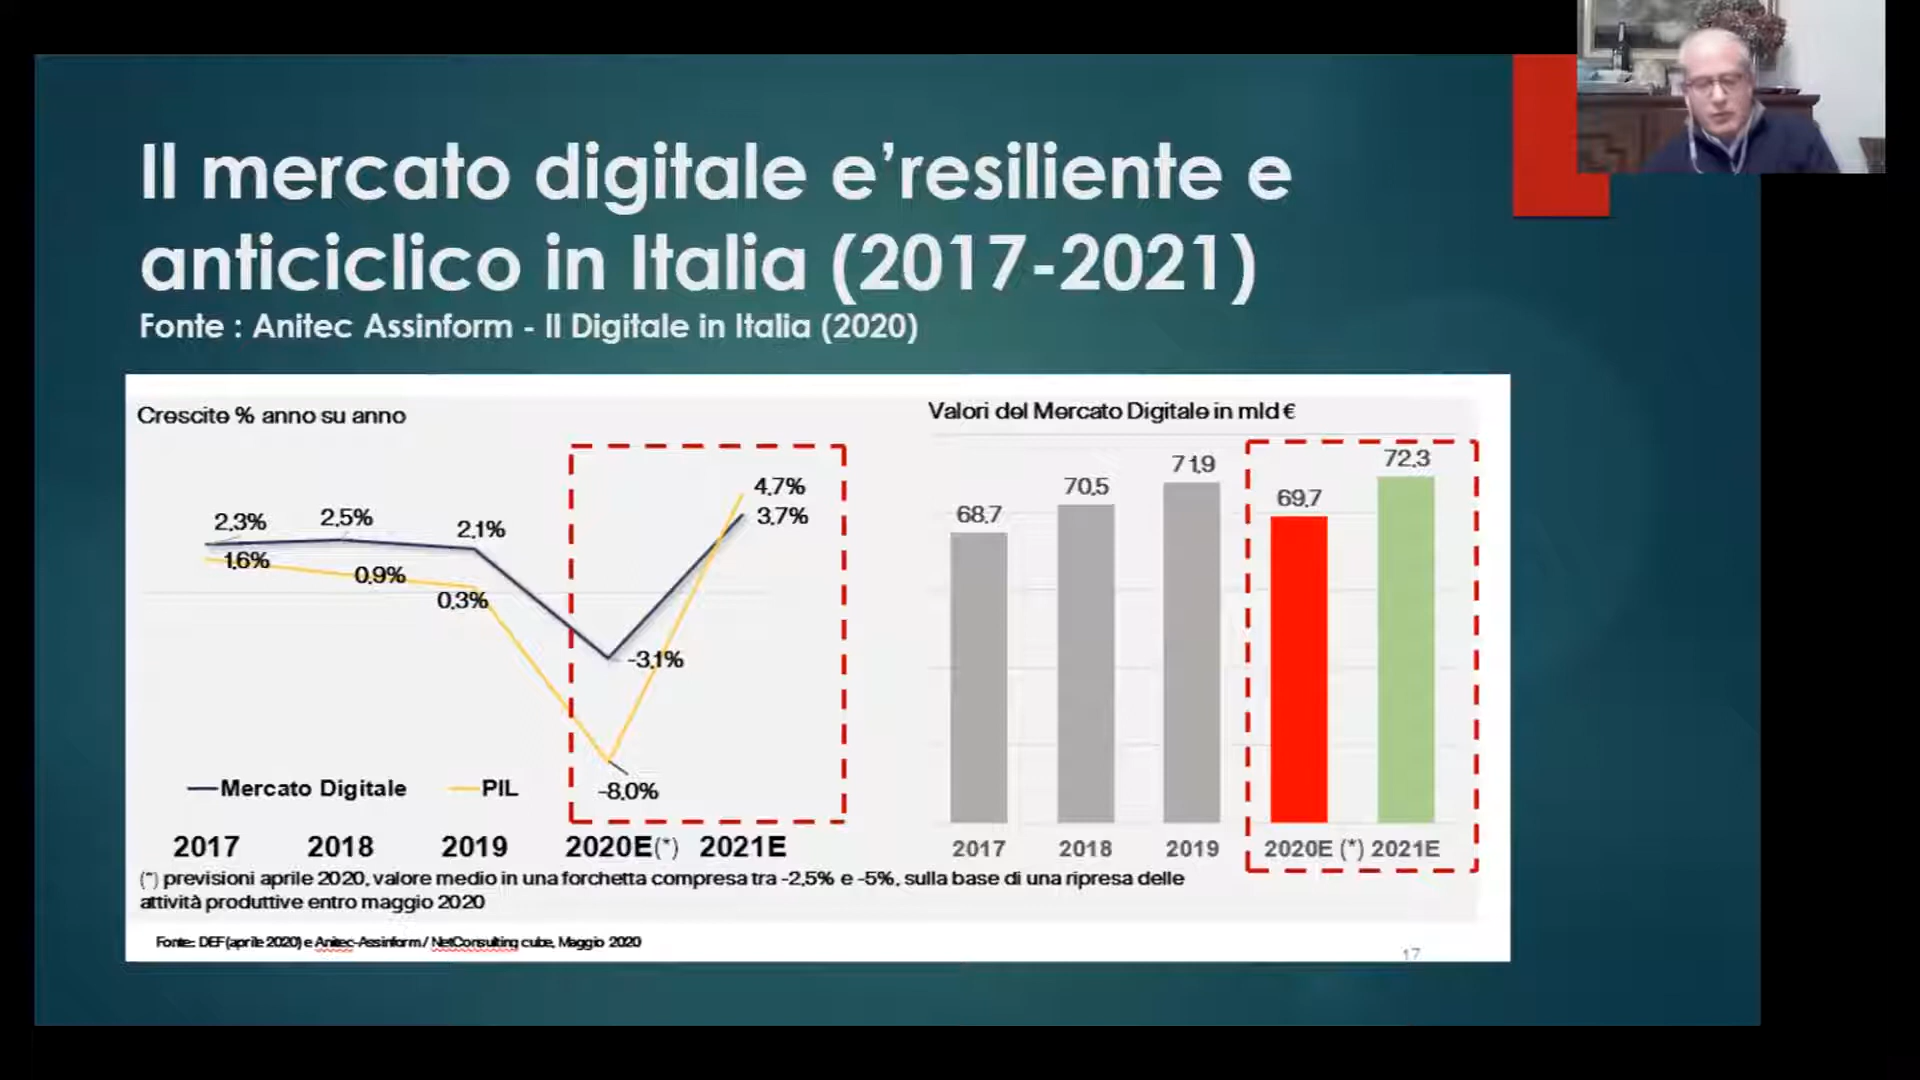 Il mercato digitale e’resiliente e
anticiclico in Italia (2017-2021)
Fonte : Anitec Assinform - Il Digitale in Italia (2020)
Crescite % anno su anno
2.3% 2.5% 2.1% 4.7%
3.7%
1.6% 0.9% 0.3%
-3.1%
-8.0%
Mercato Digitale PIL
2017 2018 2019 2020E(*) 2021E
Valori del Mercato Digitale in mld €
68.7 70.5 71.9 69.7 72.3
2017 2018 2019 2020E (*) 2021E
(*) previsioni aprile 2020, valore medio in una forchetta compresa tra -2,5% e -5%, sulla base di una ripresa delle
attività produttive entro maggio 2020
Fonte: DEF (aprile 2020) e Anitec-Assinform / NetConsulting cube, Maggio 2020
17